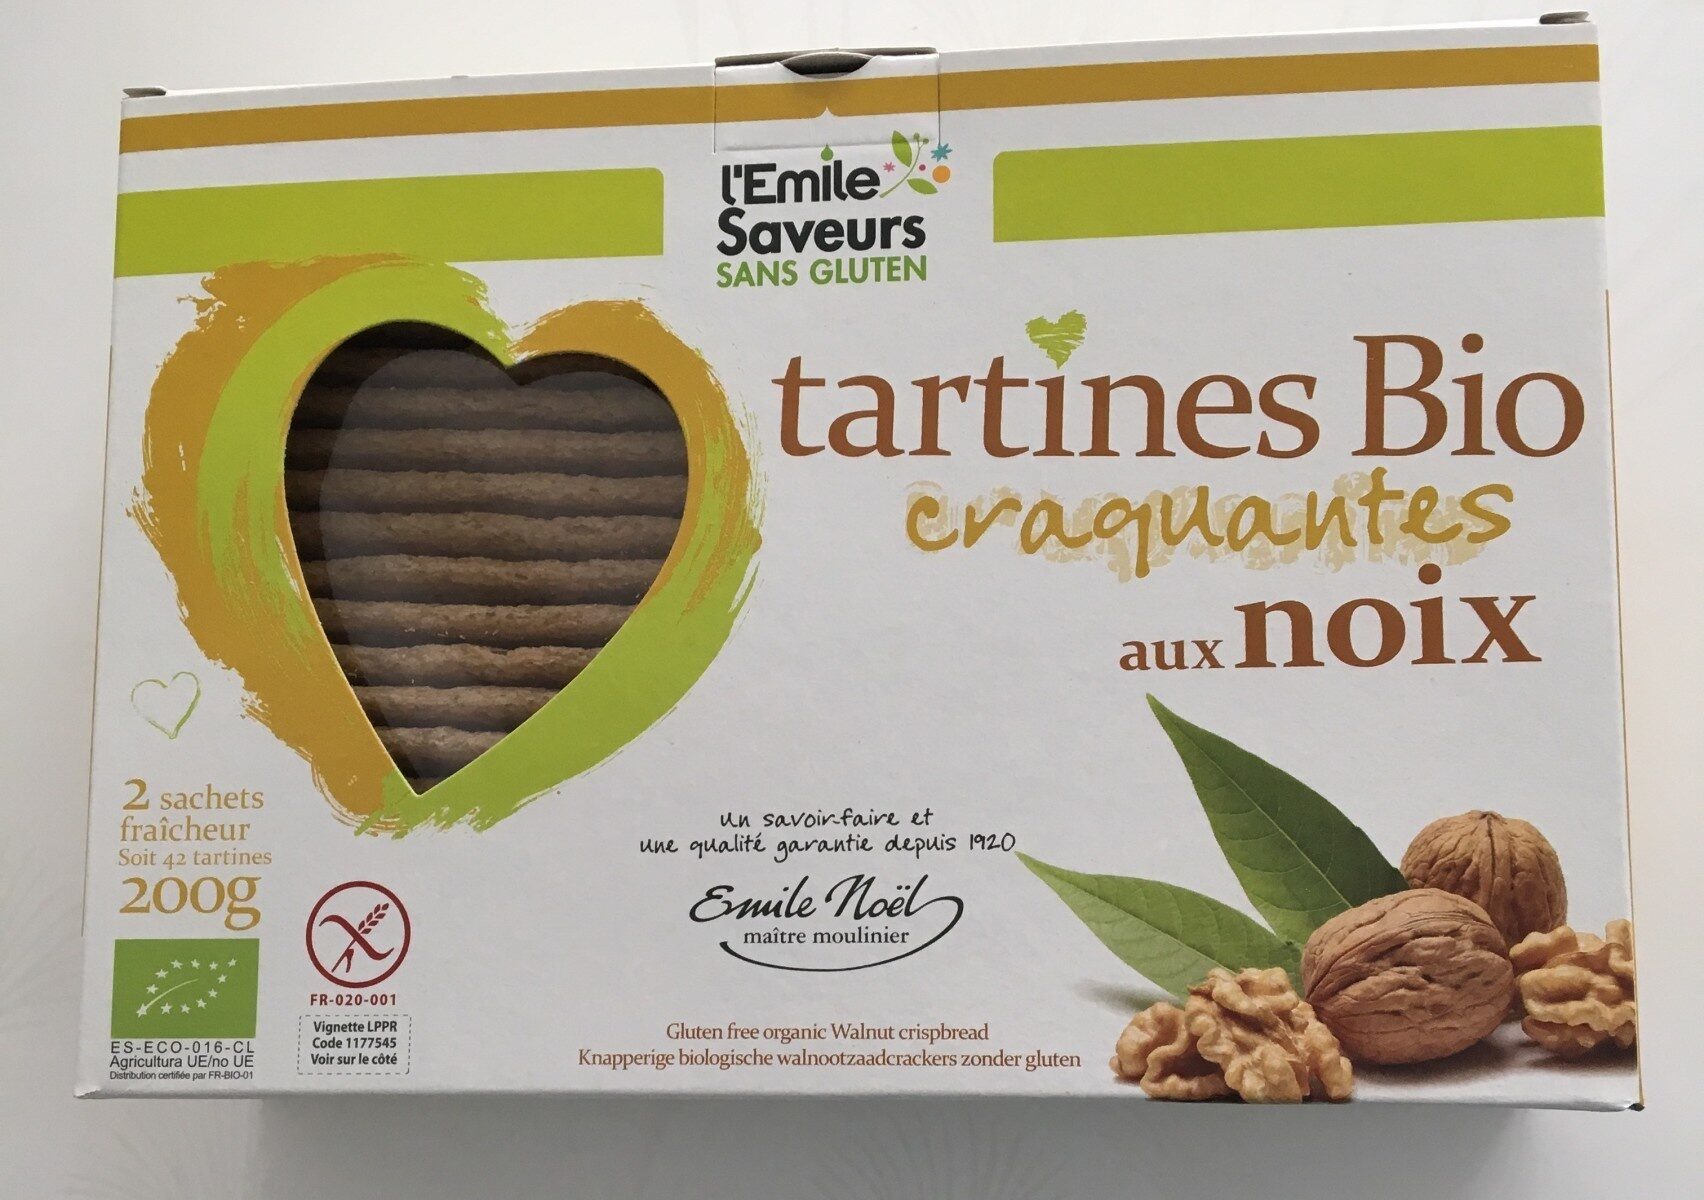 l'Emile
Saveurs
SANS GLUTEN
tartines Bio
craquantes
aux noix
2 sachets
fraîcheur
Soit 42 tartines
200g
un savoir-faire et
une qualité garantie depuis 1920
Emile Noël
maître moulinier
FR-020-001
Vignette LPPR
Code 1177545
Voir sur le côté
ES-ECO-016-CL
Agricultura UE/no UE
Distribution certifiée par FR-BIO-01
Gluten free organic Walnut crispbread
Knapperige biologische walnootzaadcrackers zonder gluten